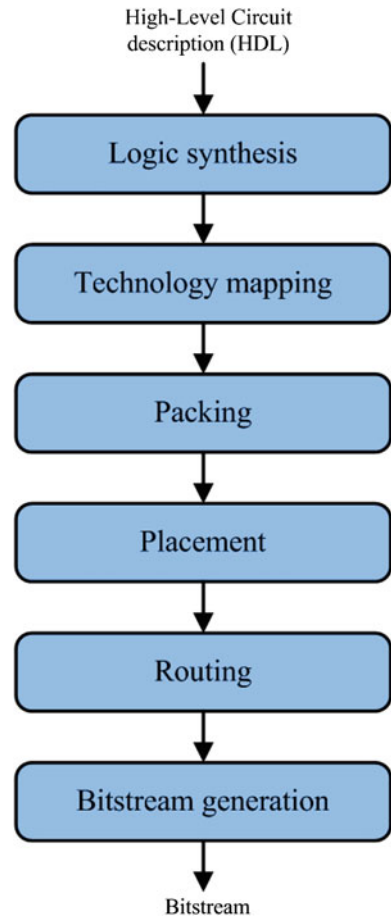 High-Level Circuit
description (HDL)
Logic synthesis
Technology mapping
Packing
Placement
Routing
Bitstream generation
Bitstream